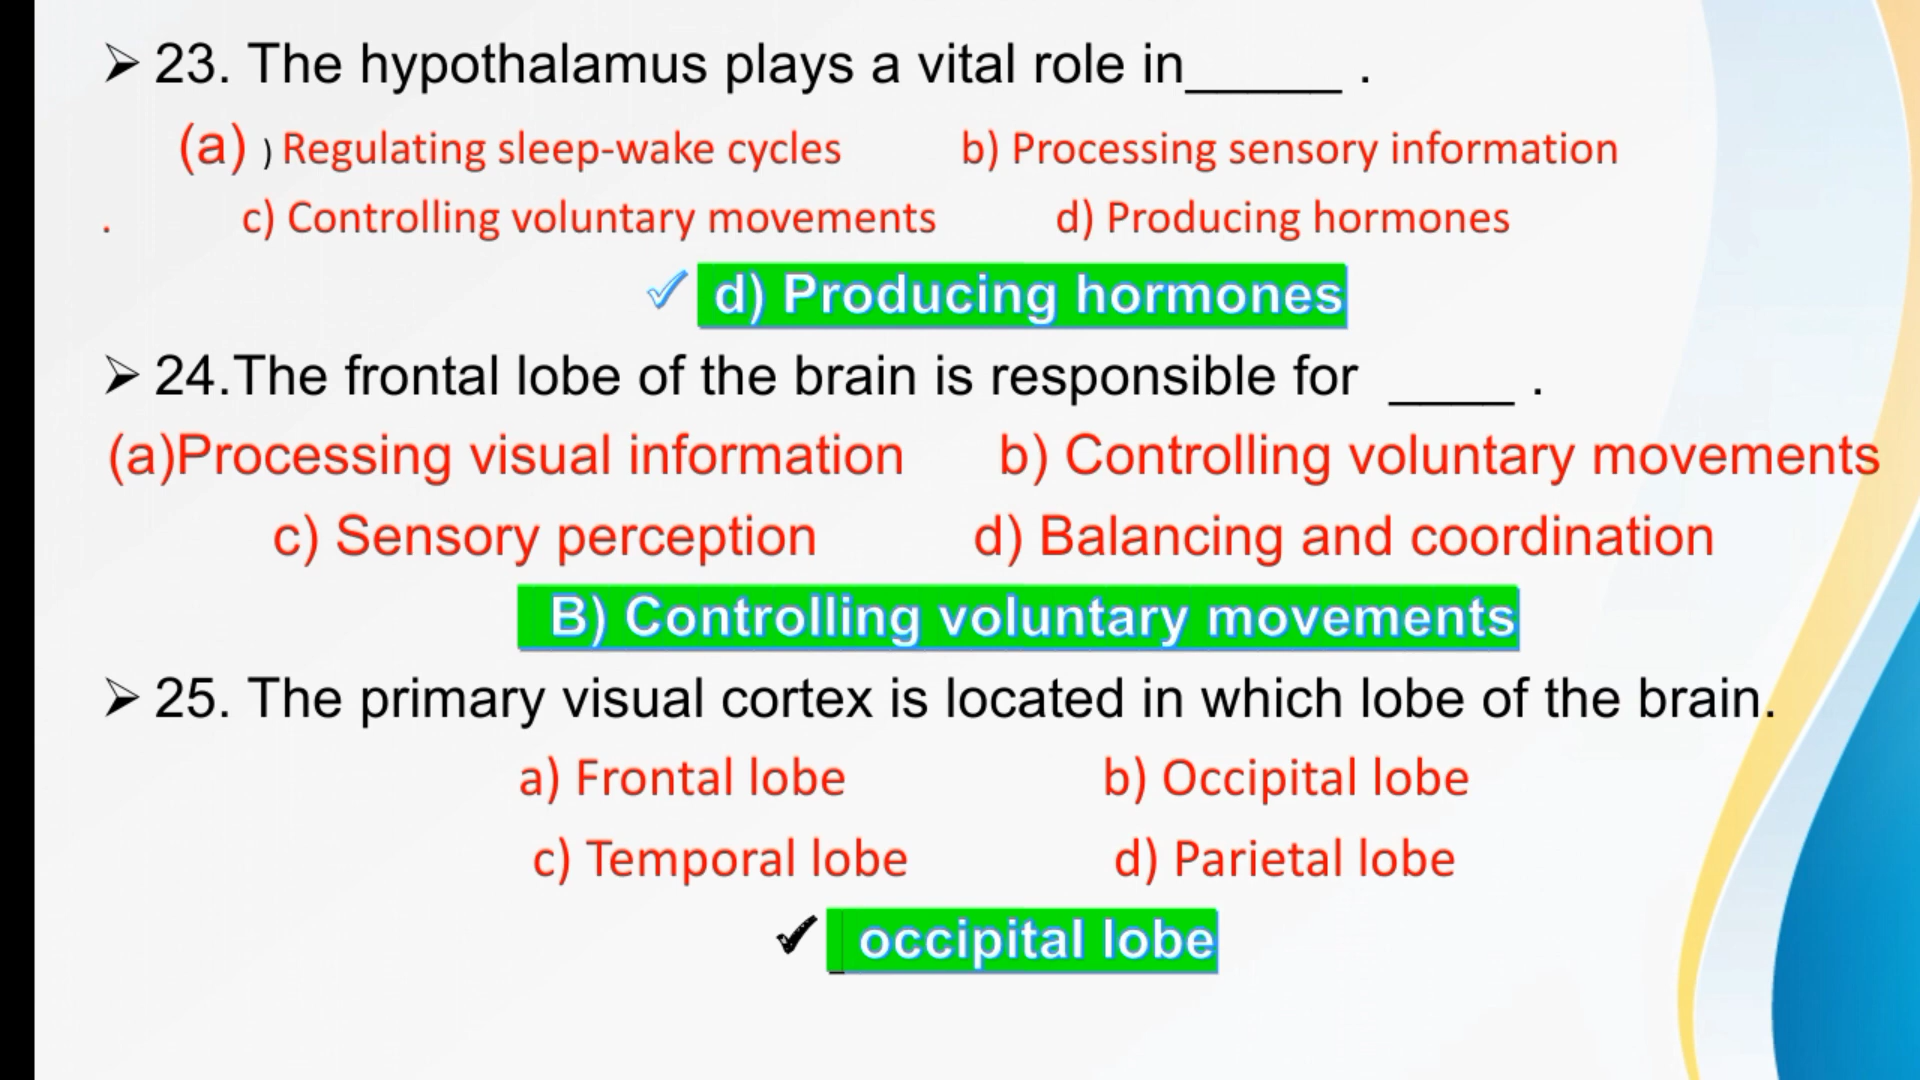 ➢ 23. The hypothalamus plays a vital role in_____ .
(a) ) Regulating sleep-wake cycles b) Processing sensory information
. c) Controlling voluntary movements d) Producing hormones
✓ d) Producing hormones
➢ 24.The frontal lobe of the brain is responsible for ____ .
(a)Processing visual information b) Controlling voluntary movements
c) Sensory perception d) Balancing and coordination
B) Controlling voluntary movements
➢ 25. The primary visual cortex is located in which lobe of the brain.
a) Frontal lobe b) Occipital lobe
c) Temporal lobe d) Parietal lobe
✓ occipital lobe